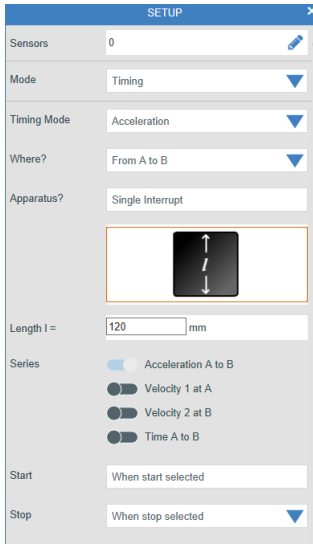 SETUP
Sensors 0
Mode Timing
Timing Mode Acceleration
Where? From A to B
Apparatus? Single Interrupt
l
Length l = 120 mm
Series Acceleration A to B
Velocity 1 at A
Velocity 2 at B
Time A to B
Start When start selected
Stop When stop selected